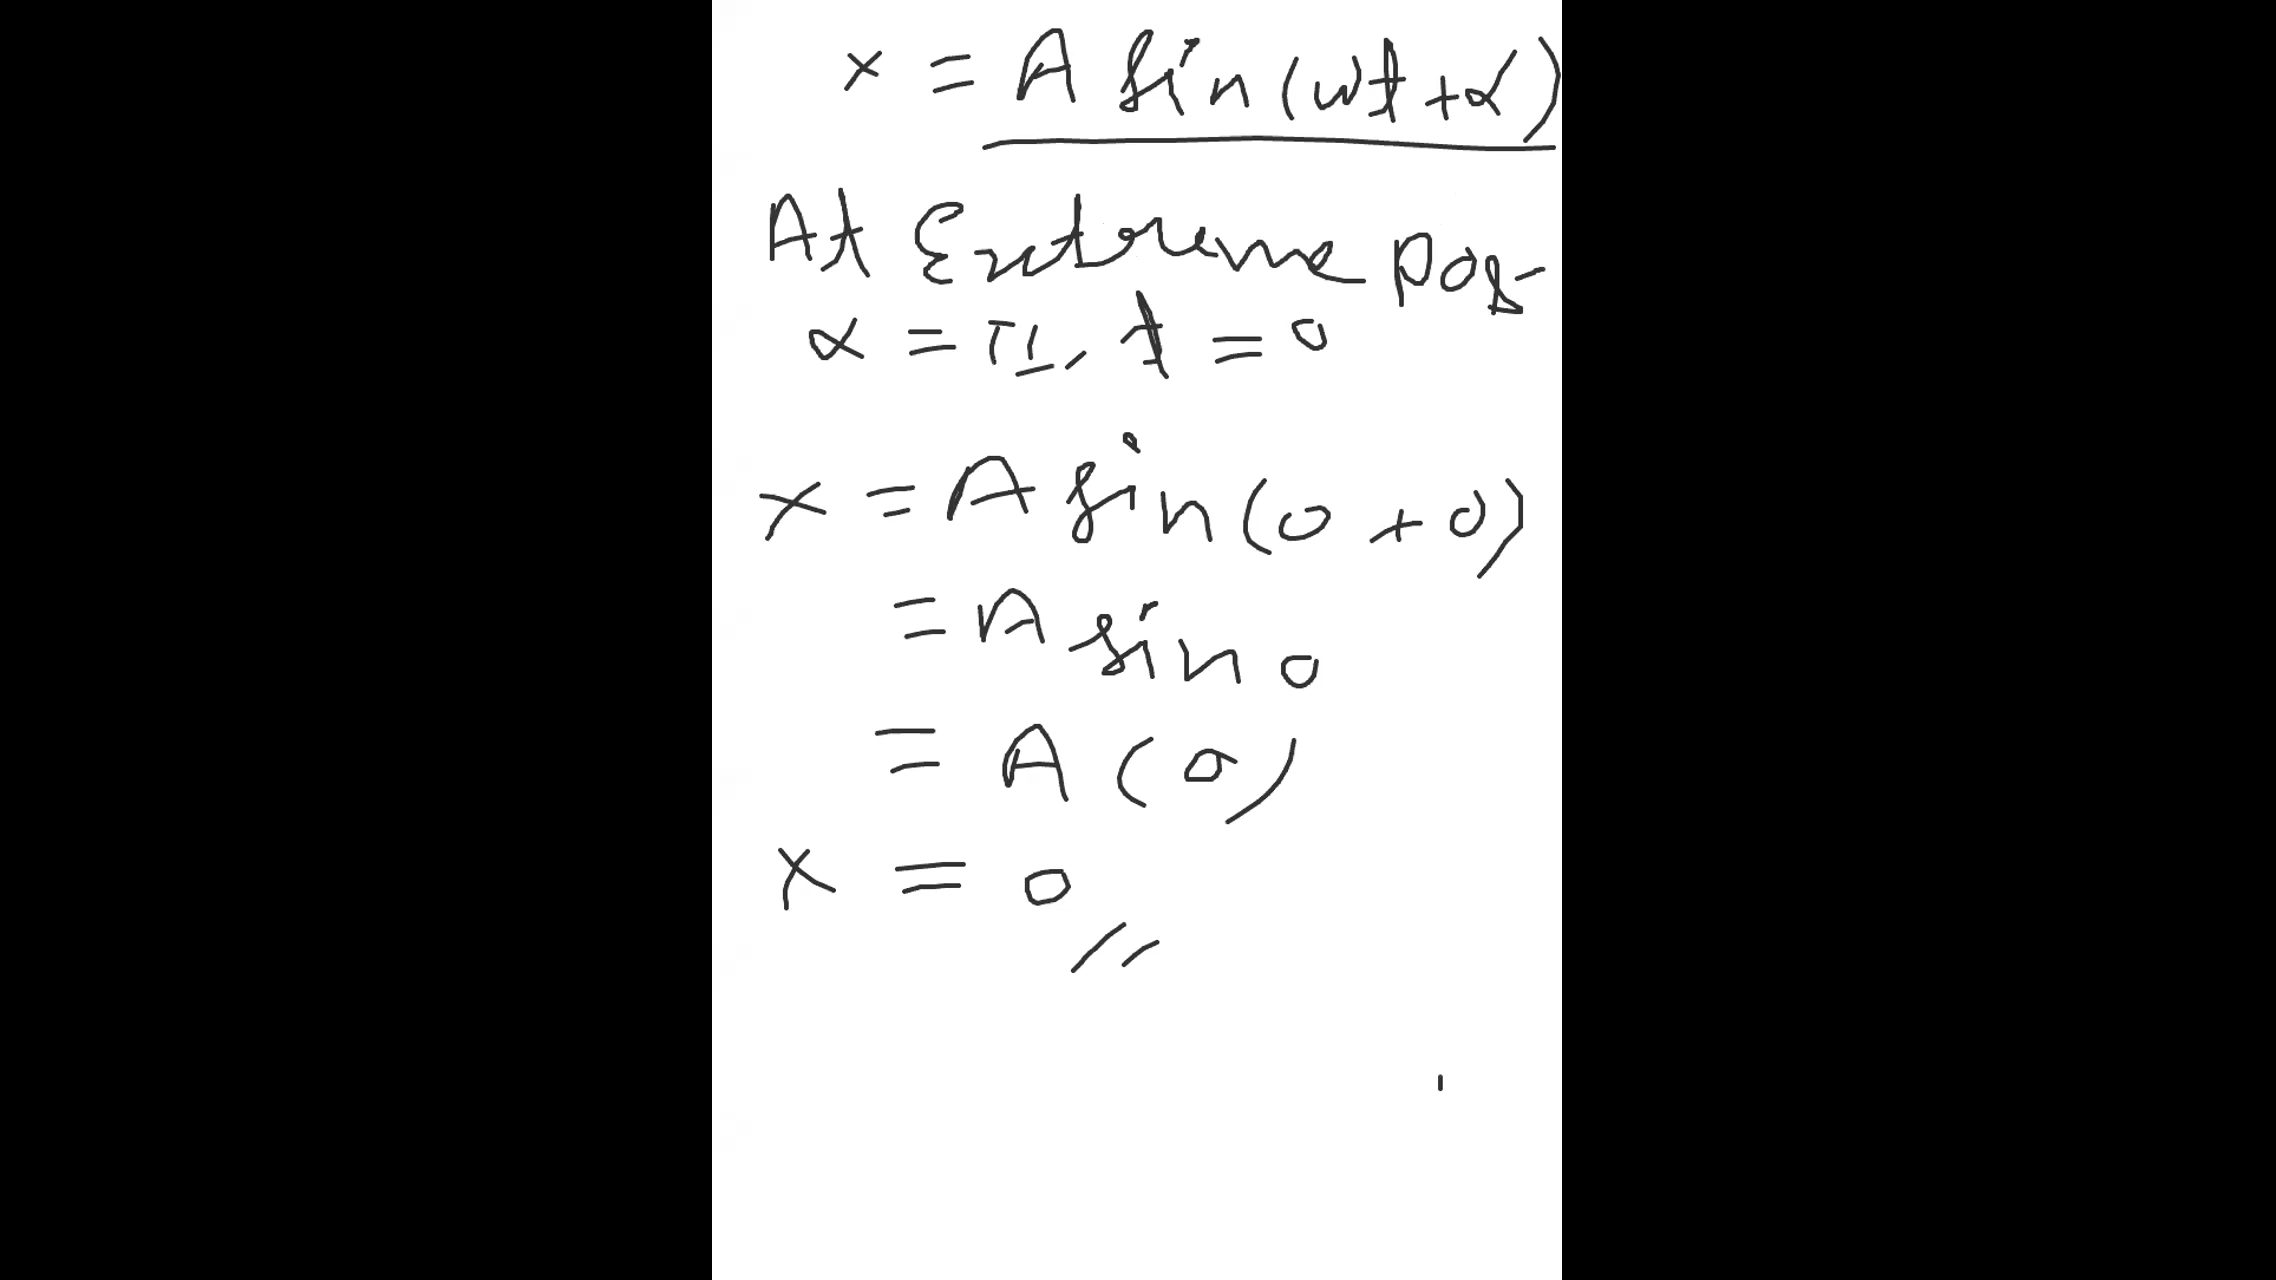 x = A sin(ωt + α)
At Extreme pos-
α = π, t = 0
x = A sin(0 + 0)
= A sin 0
= A (0)
x = 0 //